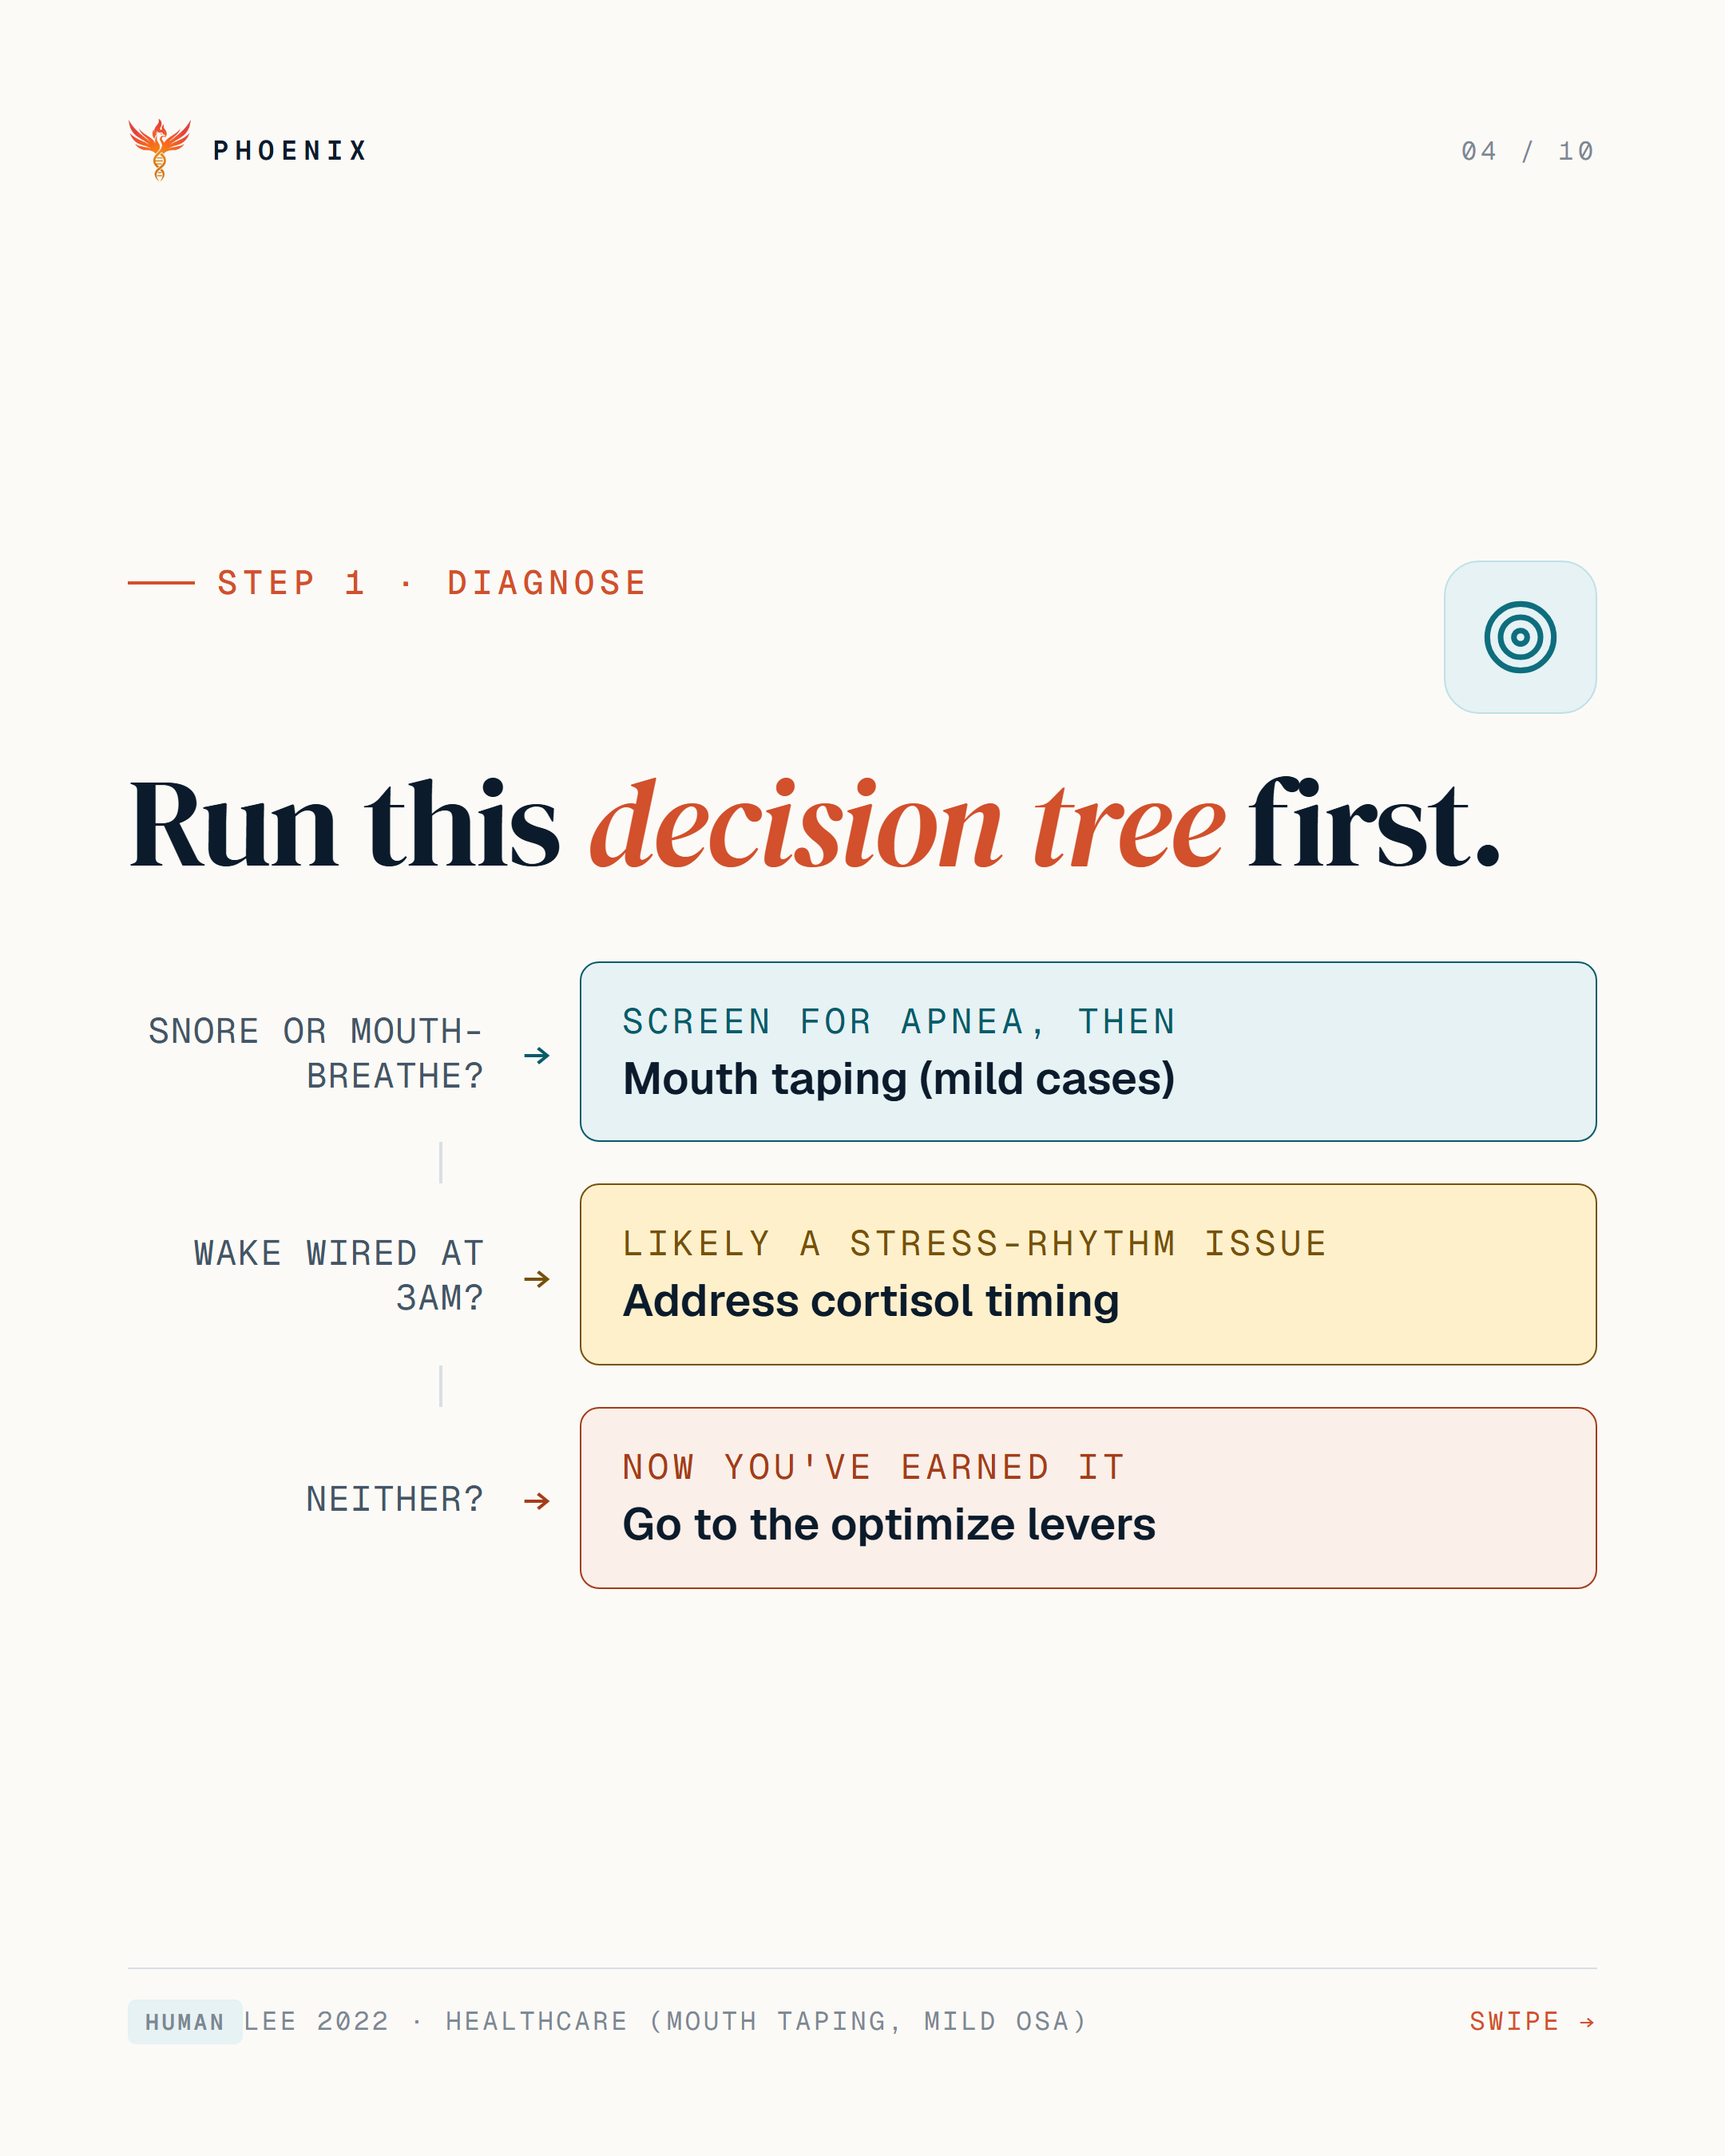 PHOENIX
04 / 10
STEP 1 · DIAGNOSE
Run this decision tree first.
SNORE OR MOUTH-
BREATHE?
→
SCREEN FOR APNEA, THEN
Mouth taping (mild cases)
WAKE WIRED AT
3AM?
→
LIKELY A STRESS-RHYTHM ISSUE
Address cortisol timing
NEITHER?
→
NOW YOU'VE EARNED IT
Go to the optimize levers
HUMAN LEE 2022 · HEALTHCARE (MOUTH TAPING, MILD OSA)
SWIPE →